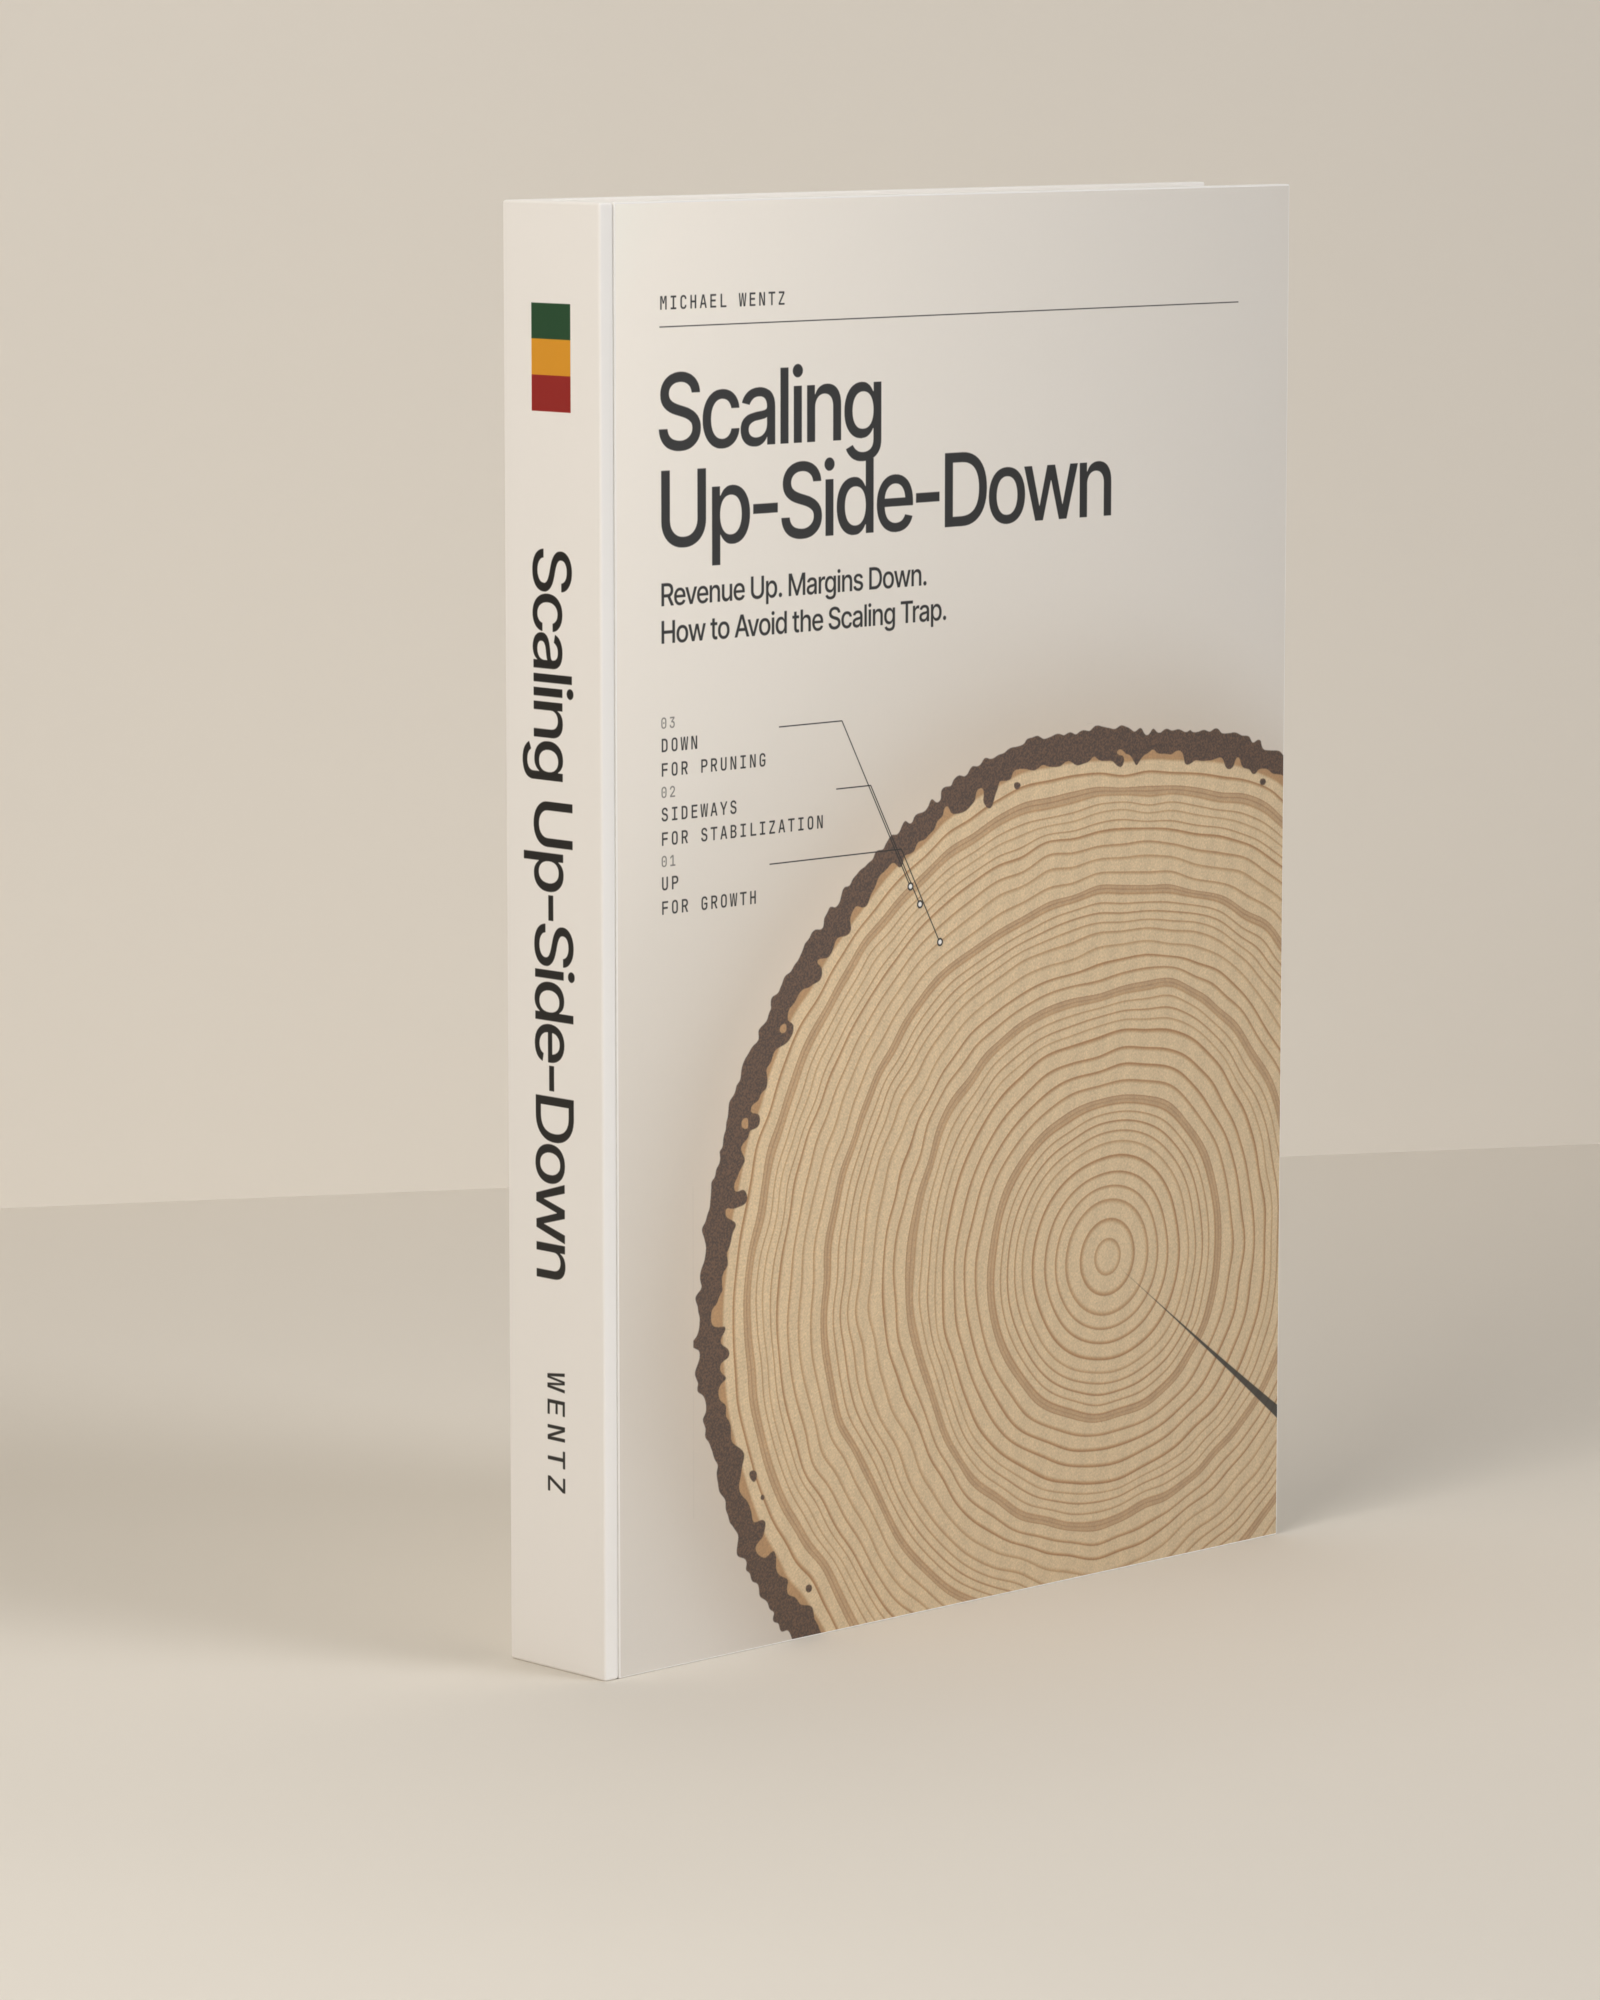 Scaling Up-Side-Down
WENTZ
MICHAEL WENTZ
Scaling
Up-Side-Down
Revenue Up. Margins Down.
How to Avoid the Scaling Trap.
03
DOWN
FOR PRUNING
02
SIDEWAYS
FOR STABILIZATION
01
UP
FOR GROWTH